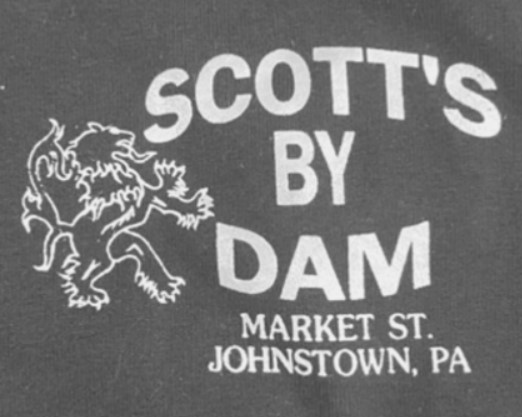 SCOTT'S
BY
DAM
MARKET ST.
JOHNSTOWN, PA